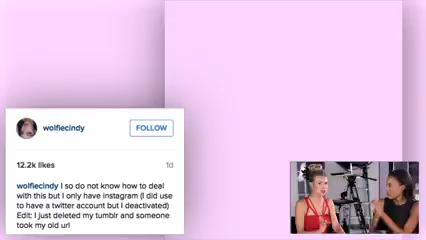 wolfiecindy
FOLLOW
12.2k likes
1d
wolfiecindy I so do not know how to deal
with this but I only have instagram (I did use
to have a twitter account but I deactivated)
Edit: I just deleted my tumblr and someone
took my old url